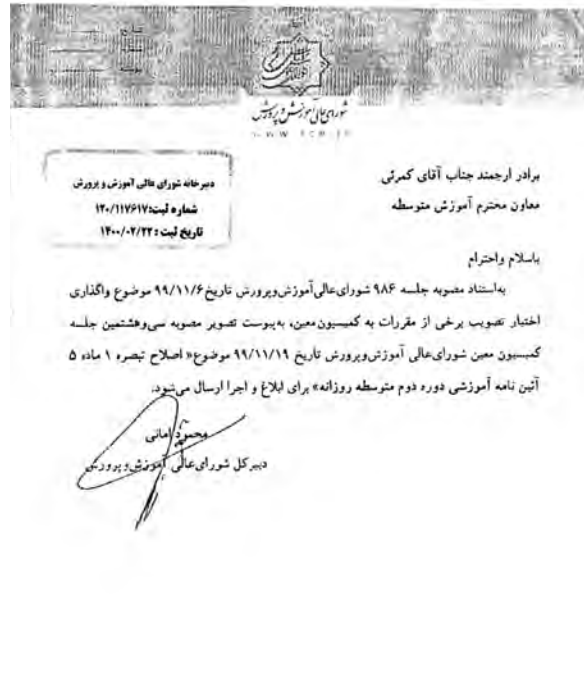 شورای عالی آموزش و پرورش
برادر ارجمند جناب آقای کمرئی
معاون محترم آموزش متوسطه
دبیرخانه شورای عالی آموزش و پرورش
شماره ثبت:۱۲۰/۱۱۷۶۱۷
تاریخ ثبت : ۱۴۰۰/۰۲/۲۲
باسلام واحترام
به‌استناد مصوبه جلسه ۹۸۶ شورای‌عالی‌آموزش‌وپرورش تاریخ۹۹/۱۱/۶ موضوع واگذاری
اختیار تصویب برخی از مقررات به کمیسیون‌معین، به‌پیوست تصویر مصوبه سی‌وهشتمین جلسه
کمیسیون معین شورای‌عالی آموزش‌وپرورش تاریخ ۹۹/۱۱/۱۹ موضوع« اصلاح تبصره ۱ ماده ۵
آئین نامه آموزشی دوره دوم متوسطه روزانه» برای ابلاغ و اجرا ارسال می‌شود.
محمود امانی
دبیرکل شورای‌عالی آموزش‌وپرورش